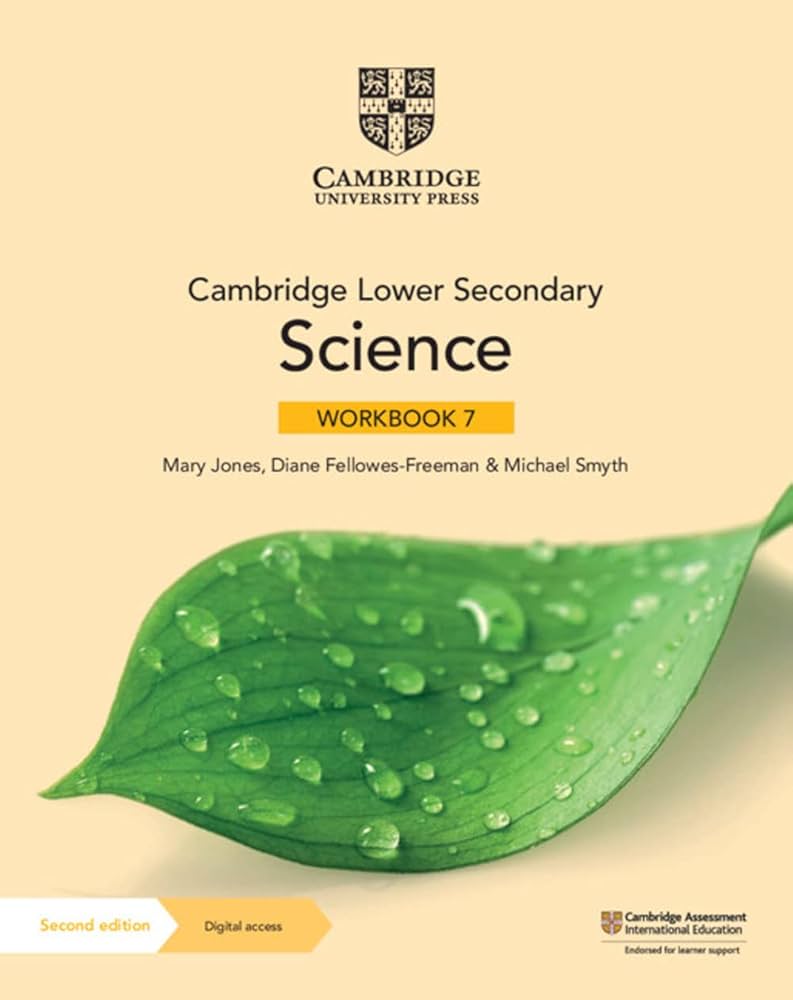 CAMBRIDGE
UNIVERSITY PRESS
Cambridge Lower Secondary
Science
WORKBOOK 7
Mary Jones, Diane Fellowes-Freeman & Michael Smyth
Second edition
Digital access
Cambridge Assessment
International Education
Endorsed for learner support